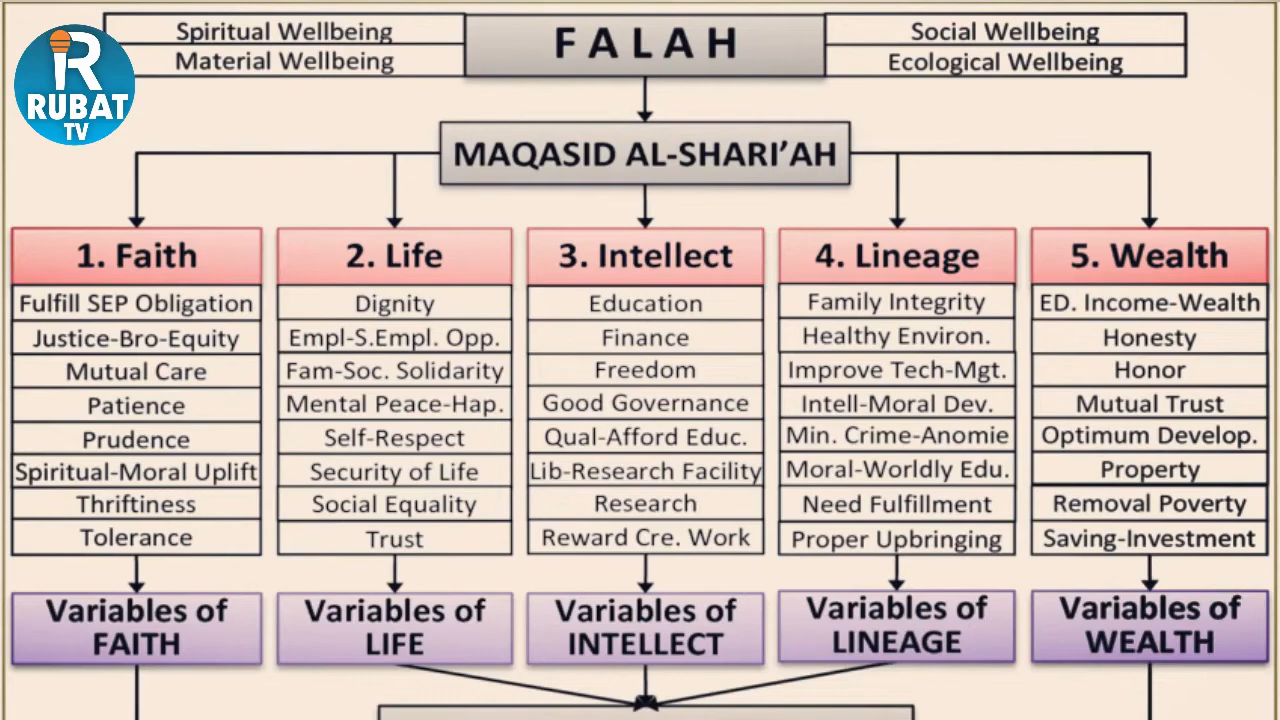 Spiritual Wellbeing
Material Wellbeing
FALAH
Social Wellbeing
Ecological Wellbeing
R
RUBAT
TV
MAQASID AL-SHARI’AH
1. Faith
Fulfill SEP Obligation
Justice-Bro-Equity
Mutual Care
Patience
Prudence
Spiritual-Moral Uplift
Thriftiness
Tolerance
Variables of
FAITH
2. Life
Dignity
Empl-S.Empl. Opp.
Fam-Soc. Solidarity
Mental Peace-Hap.
Self-Respect
Security of Life
Social Equality
Trust
Variables of
LIFE
3. Intellect
Education
Finance
Freedom
Good Governance
Qual-Afford Educ.
Lib-Research Facility
Research
Reward Cre. Work
Variables of
INTELLECT
4. Lineage
Family Integrity
Healthy Environ.
Improve Tech-Mgt.
Intell-Moral Dev.
Min. Crime-Anomie
Moral-Worldly Edu.
Need Fulfillment
Proper Upbringing
Variables of
LINEAGE
5. Wealth
ED. Income-Wealth
Honesty
Honor
Mutual Trust
Optimum Develop.
Property
Removal Poverty
Saving-Investment
Variables of
WEALTH